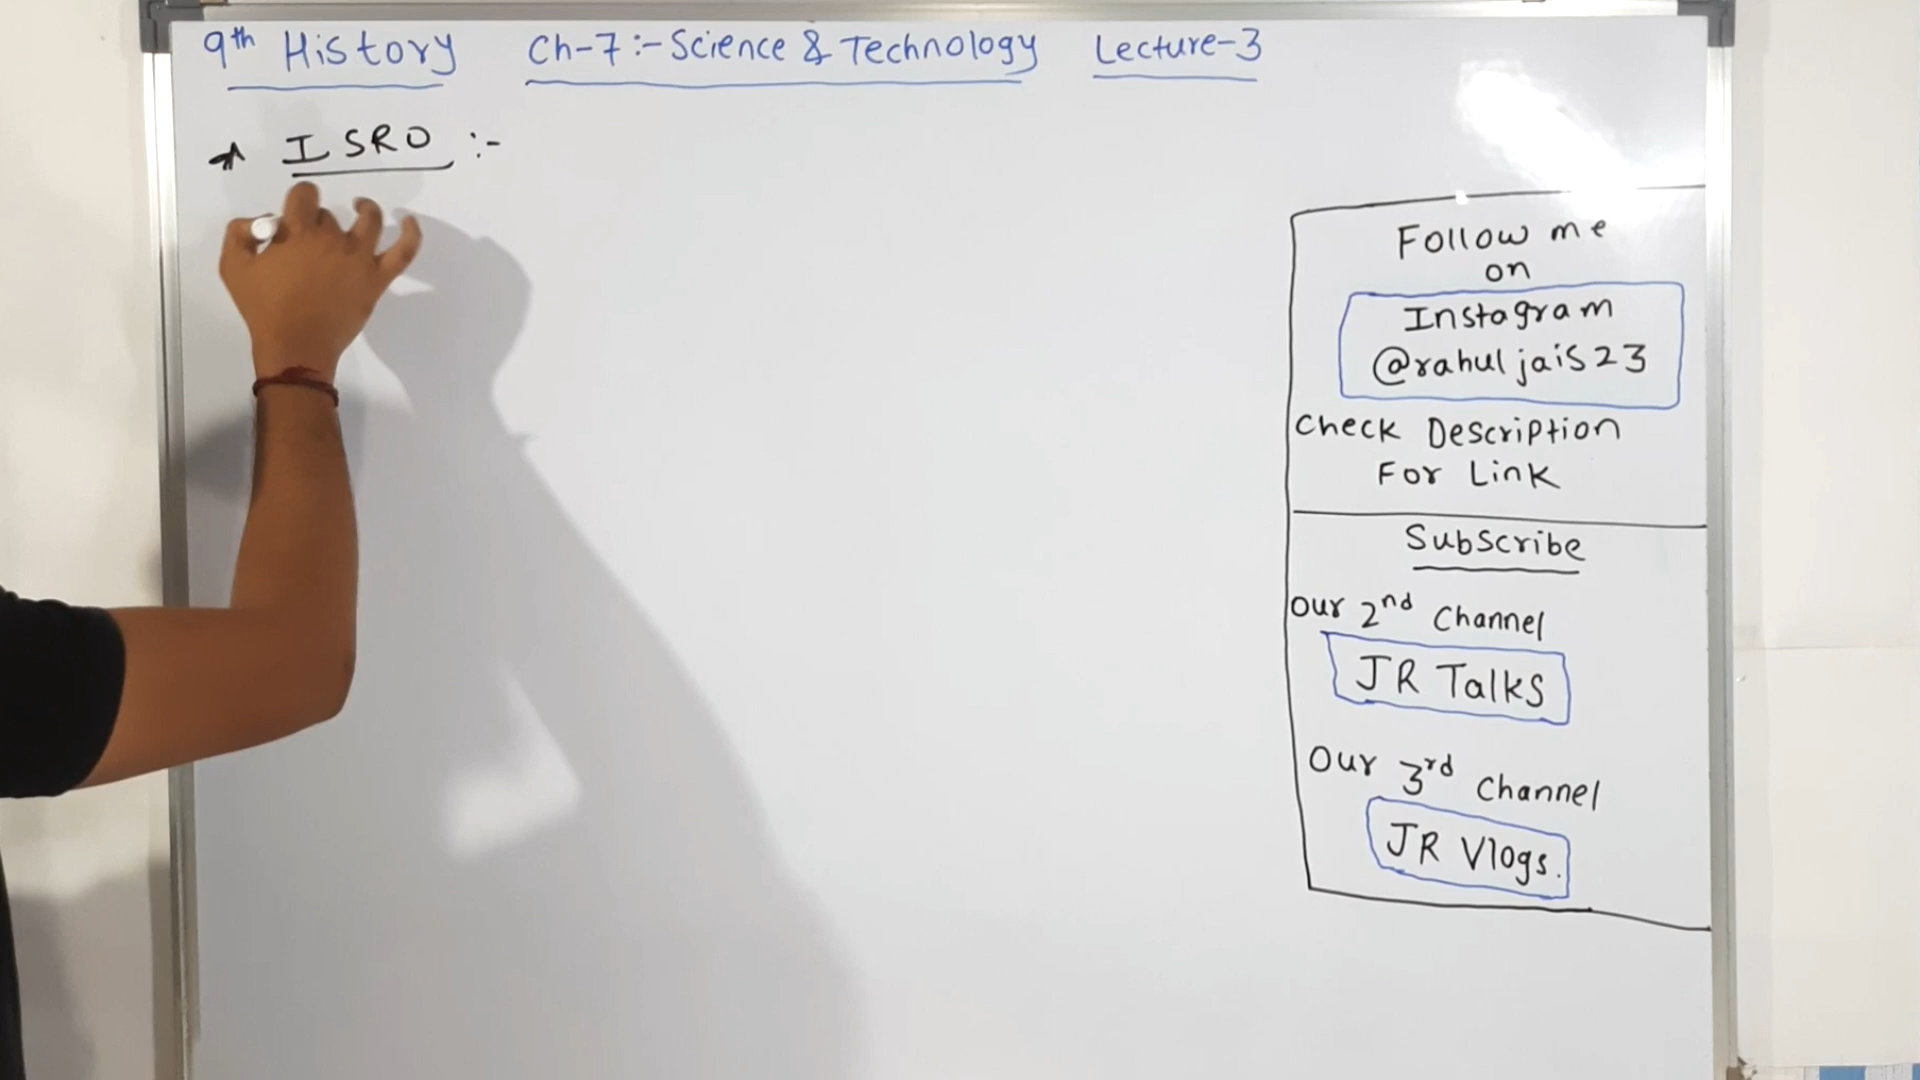 9th History Ch-7:- Science & Technology Lecture-3
* ISRO :-
Follow me
on
Instagram
@rahuljais23
Check Description
For Link
Subscribe
Our 2nd Channel
JR Talks
Our 3rd Channel
JR Vlogs.